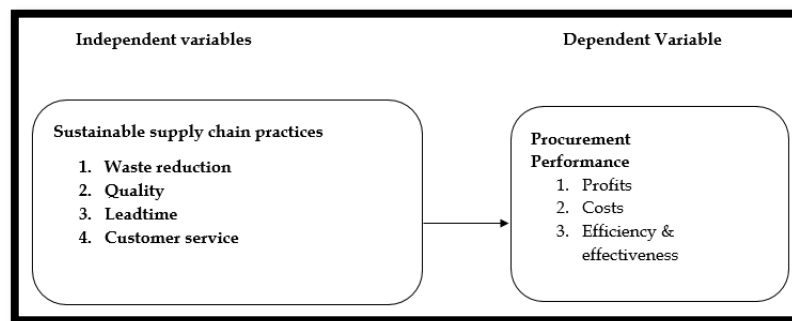 Independent variables
Dependent Variable
Sustainable supply chain practices
1. Waste reduction
2. Quality
3. Leadtime
4. Customer service
Procurement
Performance
1. Profits
2. Costs
3. Efficiency &
effectiveness